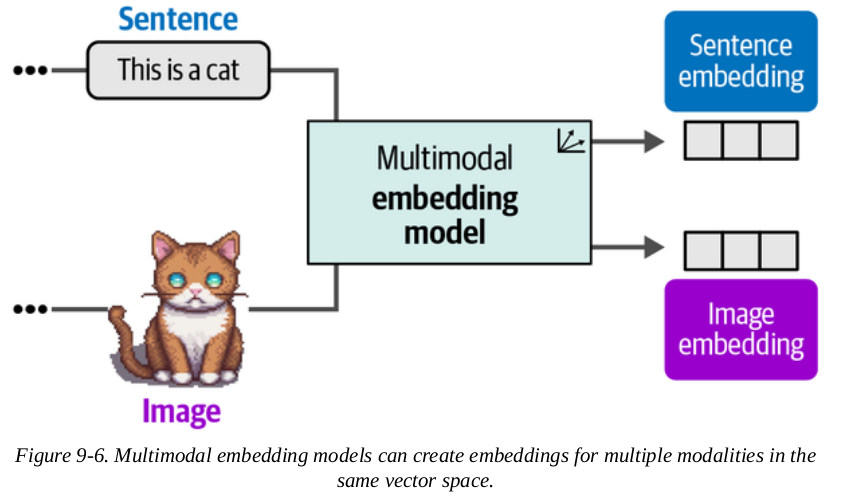 Sentence
This is a cat
Sentence
embedding
Multimodal
embedding
model
Image
Image
embedding
Figure 9-6. Multimodal embedding models can create embeddings for multiple modalities in the
same vector space.